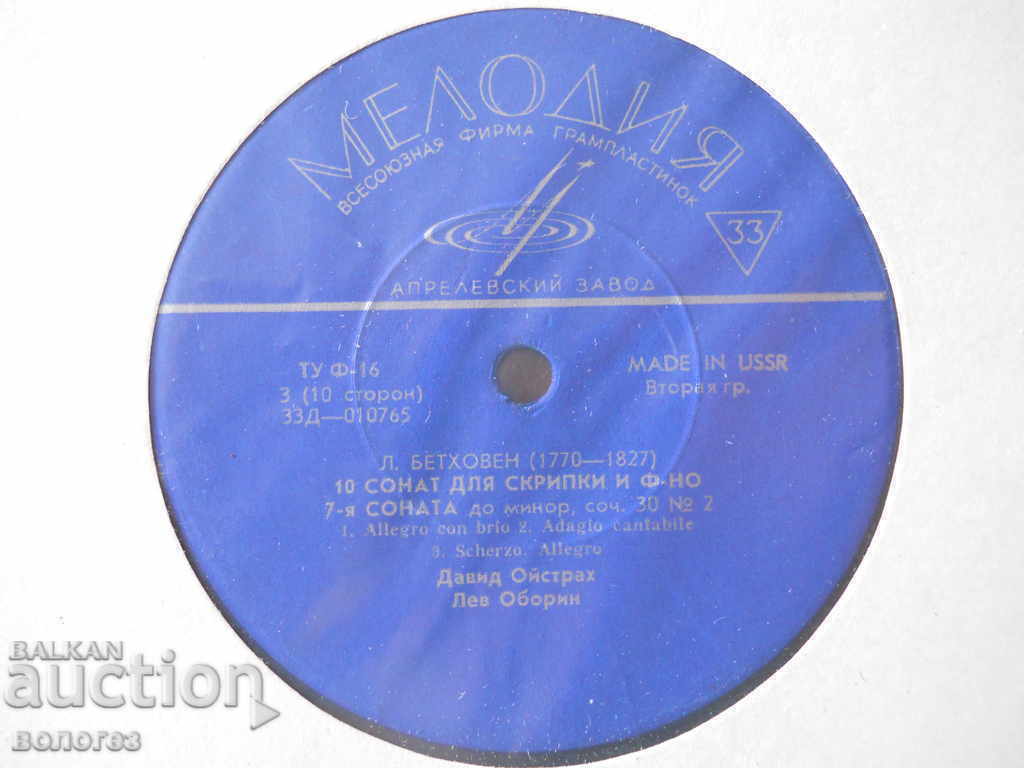 МЕЛОДИЯ
ВСЕСОЮЗНАЯ ФИРМА ГРАМПЛАСТИНОК
33
АПРЕЛЕВСКИЙ ЗАВОД
ТУ Ф-16
3 (10 сторон)
33Д—010765
MADE IN USSR
Вторая гр.
Л. БЕТХОВЕН (1770—1827)
10 СОНАТ ДЛЯ СКРИПКИ И Ф-НО
7-я СОНАТА до минор, соч. 30 № 2
1. Allegro con brio 2. Adagio cantabile
3. Scherzo. Allegro
Давид Ойстрах
Лев Оборин
BALKAN
auction
волог63